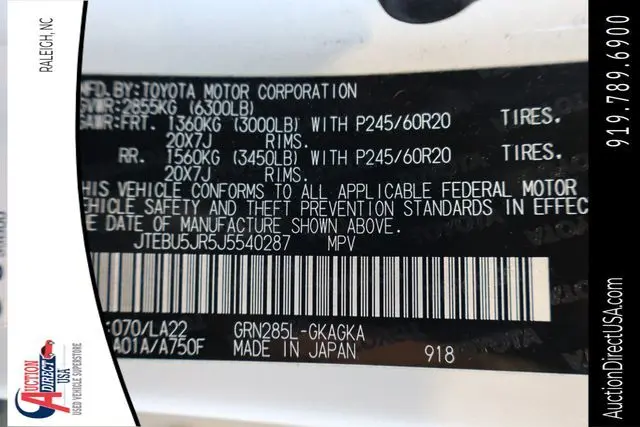 RALEIGH, NC
MFD.BY:TOYOTA MOTOR CORPORATION
GVWR:2855KG (6300LB)
GAWR:FRT. 1360KG (3000LB) WITH P245/60R20 TIRES.
20X7J RIMS.
RR. 1560KG (3450LB) WITH P245/60R20 TIRES.
20X7J RIMS.
HIS VEHICLE CONFORMS TO ALL APPLICABLE FEDERAL MOTOR
EHICLE SAFETY AND THEFT PREVENTION STANDARDS IN EFFEC
HE DATE OF MANUFACTURE SHOWN ABOVE.
JTEBU5JR5J5540287 MPV
:070/LA22 GRN285L-GKAGKA
A01A/A750F MADE IN JAPAN 918
AUCTION
DIRECT
USA
USED VEHICLE SUPERSTORE
919.789.6900
AuctionDirectUSA.com